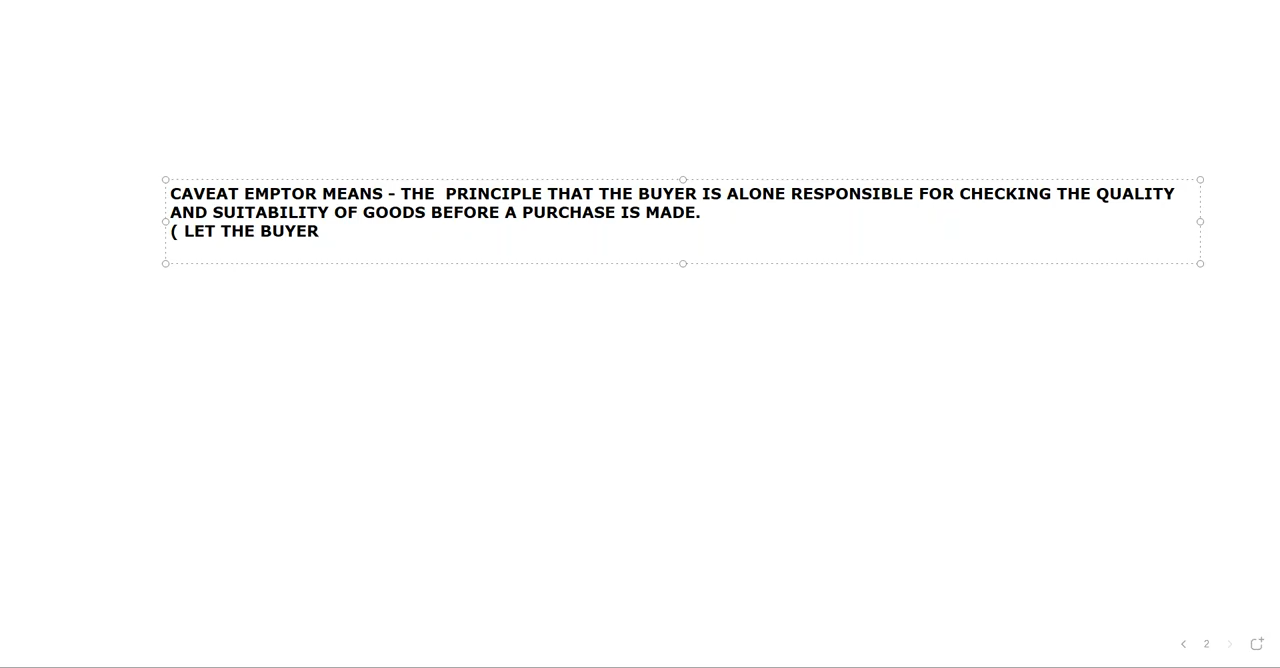 CAVEAT EMPTOR MEANS - THE  PRINCIPLE THAT THE BUYER IS ALONE RESPONSIBLE FOR CHECKING THE QUALITY
AND SUITABILITY OF GOODS BEFORE A PURCHASE IS MADE.
( LET THE BUYER
2